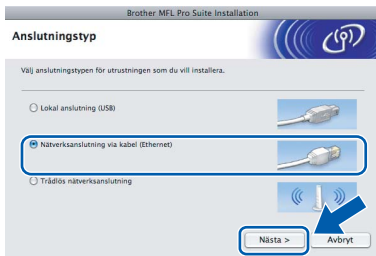 Brother MFL Pro Suite Installation
Anslutningstyp
Välj anslutningstypen för utrustningen som du vill installera.
Lokal anslutning (USB)
Nätverksanslutning via kabel (Ethernet)
Trådlös nätverksanslutning
Nästa >
Avbryt